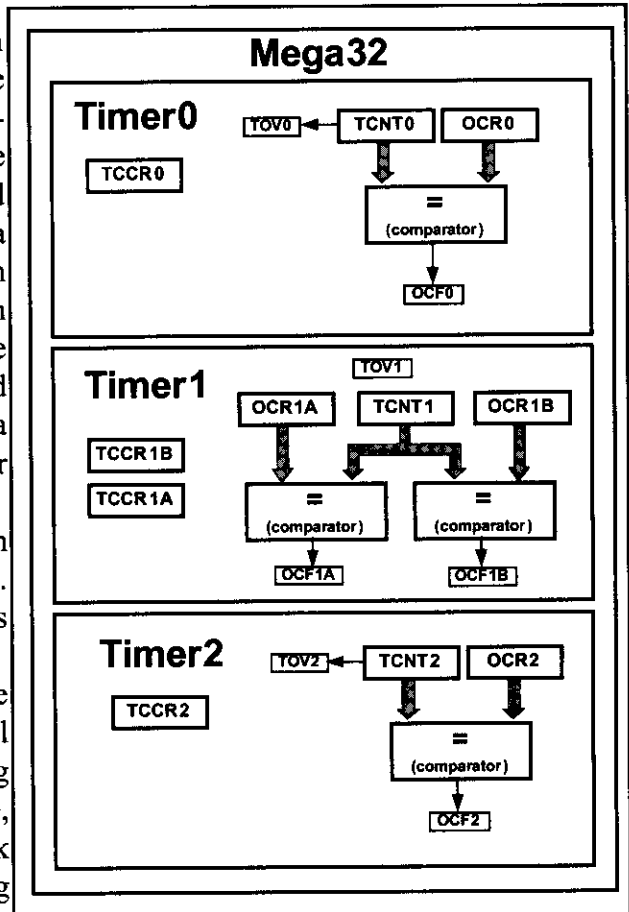 Mega32
Timer0
TOV0
TCNT0
OCR0
TCCR0
=
(comparator)
OCF0
Timer1
TOV1
OCR1A
TCNT1
OCR1B
TCCR1B
TCCR1A
=
(comparator)
=
(comparator)
OCF1A
OCF1B
Timer2
TOV2
TCNT2
OCR2
TCCR2
=
(comparator)
OCF2